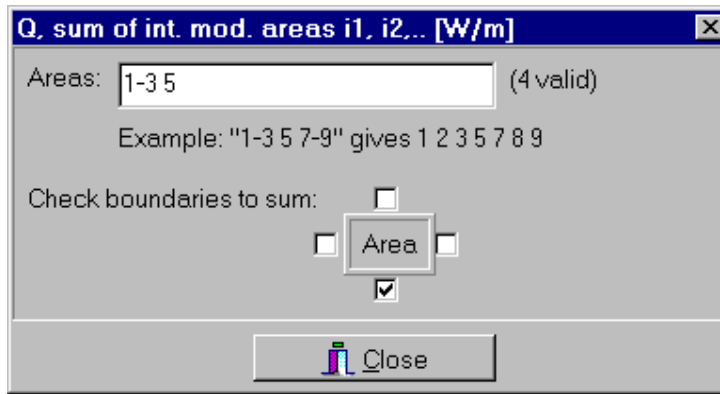 Q, sum of int. mod. areas i1, i2,.. [W/m]
Areas: 1-3 5 (4 valid)
Example: "1-3 5 7-9" gives 1 2 3 5 7 8 9
Check boundaries to sum:
Area
Close